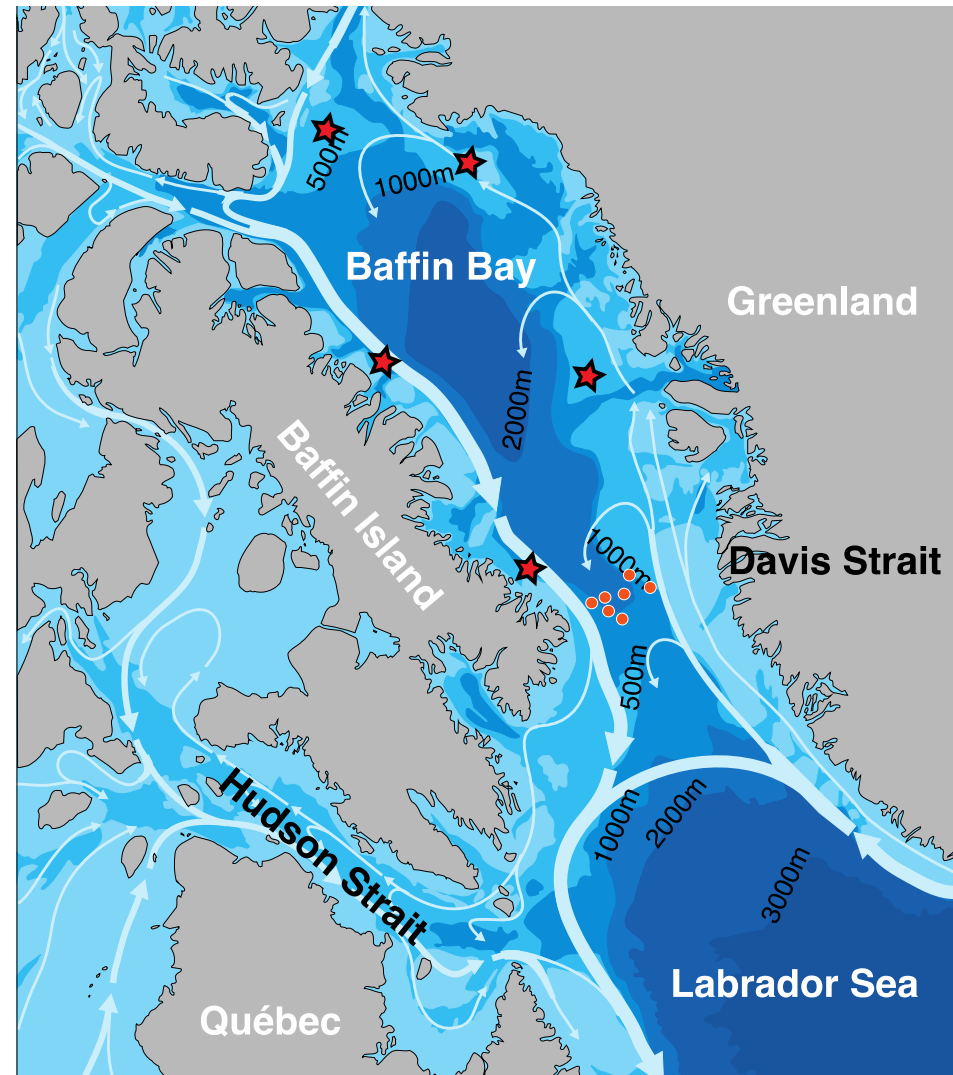 500m
1000m
Baffin Bay
Greenland
2000m
Baffin Island
1000m
Davis Strait
500m
Hudson Strait
1000m
2000m
3000m
Labrador Sea
Québec